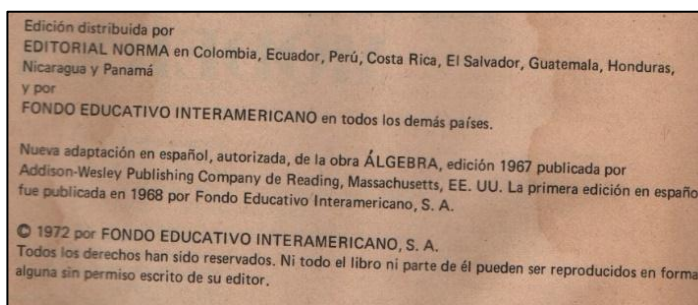 Edición distribuida por
EDITORIAL NORMA en Colombia, Ecuador, Perú, Costa Rica, El Salvador, Guatemala, Honduras,
Nicaragua y Panamá
y por
FONDO EDUCATIVO INTERAMERICANO en todos los demás países.
Nueva adaptación en español, autorizada, de la obra ÁLGEBRA, edición 1967 publicada por
Addison-Wesley Publishing Company de Reading, Massachusetts, EE. UU. La primera edición en españo
fue publicada en 1968 por Fondo Educativo Interamericano, S. A.
© 1972 por FONDO EDUCATIVO INTERAMERICANO, S. A.
Todos los derechos han sido reservados. Ni todo el libro ni parte de él pueden ser reproducidos en forma
alguna sin permiso escrito de su editor.